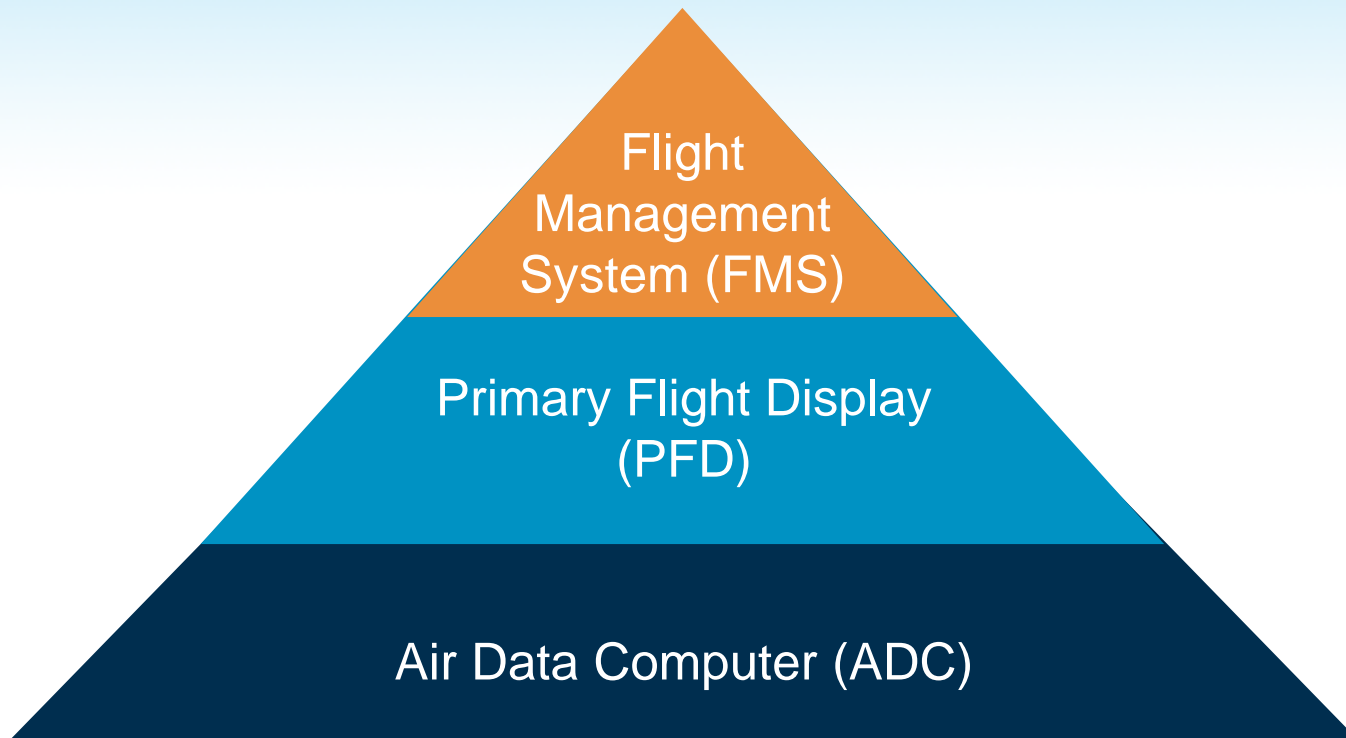 Flight
Management
System (FMS)
Primary Flight Display
(PFD)
Air Data Computer (ADC)